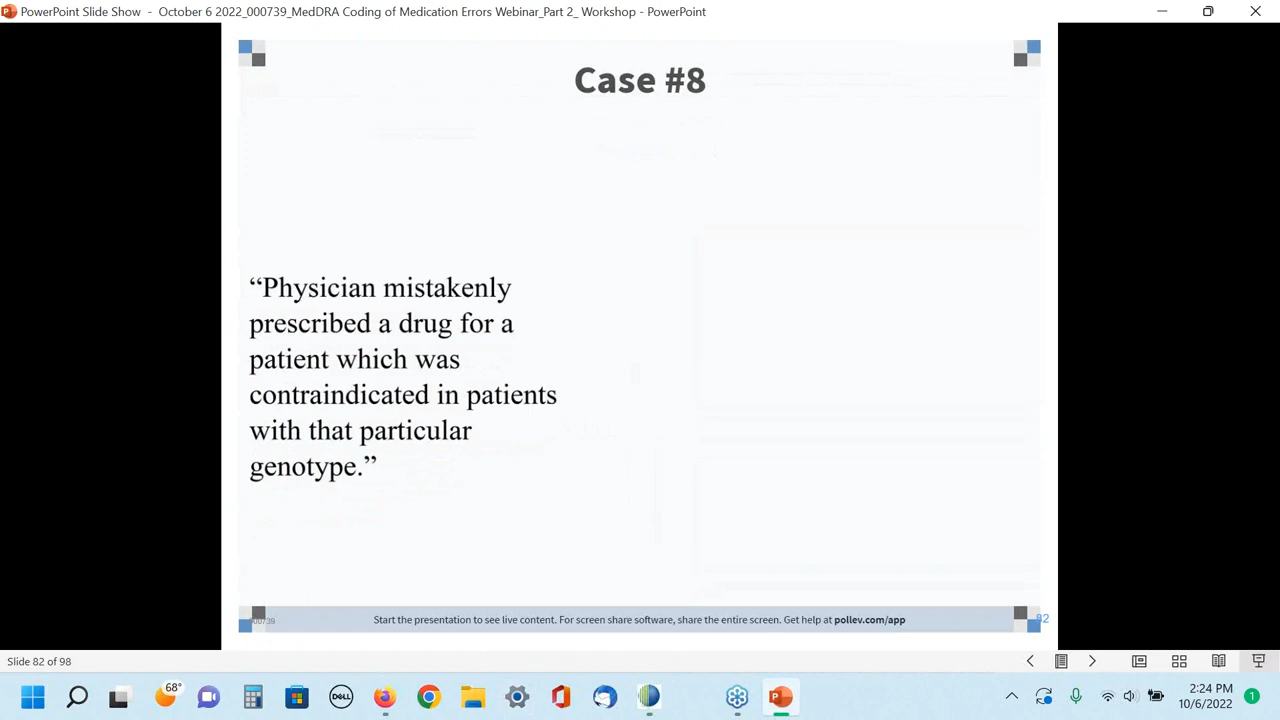 PowerPoint Slide Show - October 6 2022_000739_MedDRA Coding of Medication Errors Webinar_Part 2_ Workshop - PowerPoint
Case #8
“Physician mistakenly
prescribed a drug for a
patient which was
contraindicated in patients
with that particular
genotype.”
Start the presentation to see live content. For screen share software, share the entire screen. Get help at pollev.com/app
82
Slide 82 of 98
68°
DELL
2:24 PM
10/6/2022
1